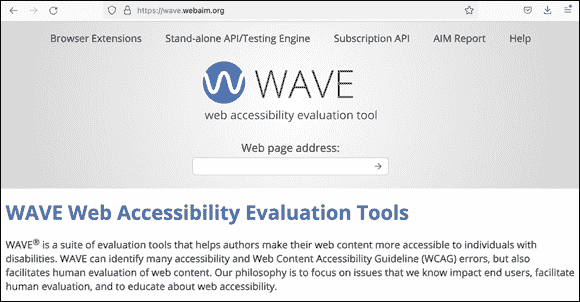 https://wave.webaim.org
Browser Extensions Stand-alone API/Testing Engine Subscription API AIM Report Help
WAVE
web accessibility evaluation tool
Web page address:
WAVE Web Accessibility Evaluation Tools
WAVE® is a suite of evaluation tools that helps authors make their web content more accessible to individuals with
disabilities. WAVE can identify many accessibility and Web Content Accessibility Guideline (WCAG) errors, but also
facilitates human evaluation of web content. Our philosophy is to focus on issues that we know impact end users, facilitate
human evaluation, and to educate about web accessibility.